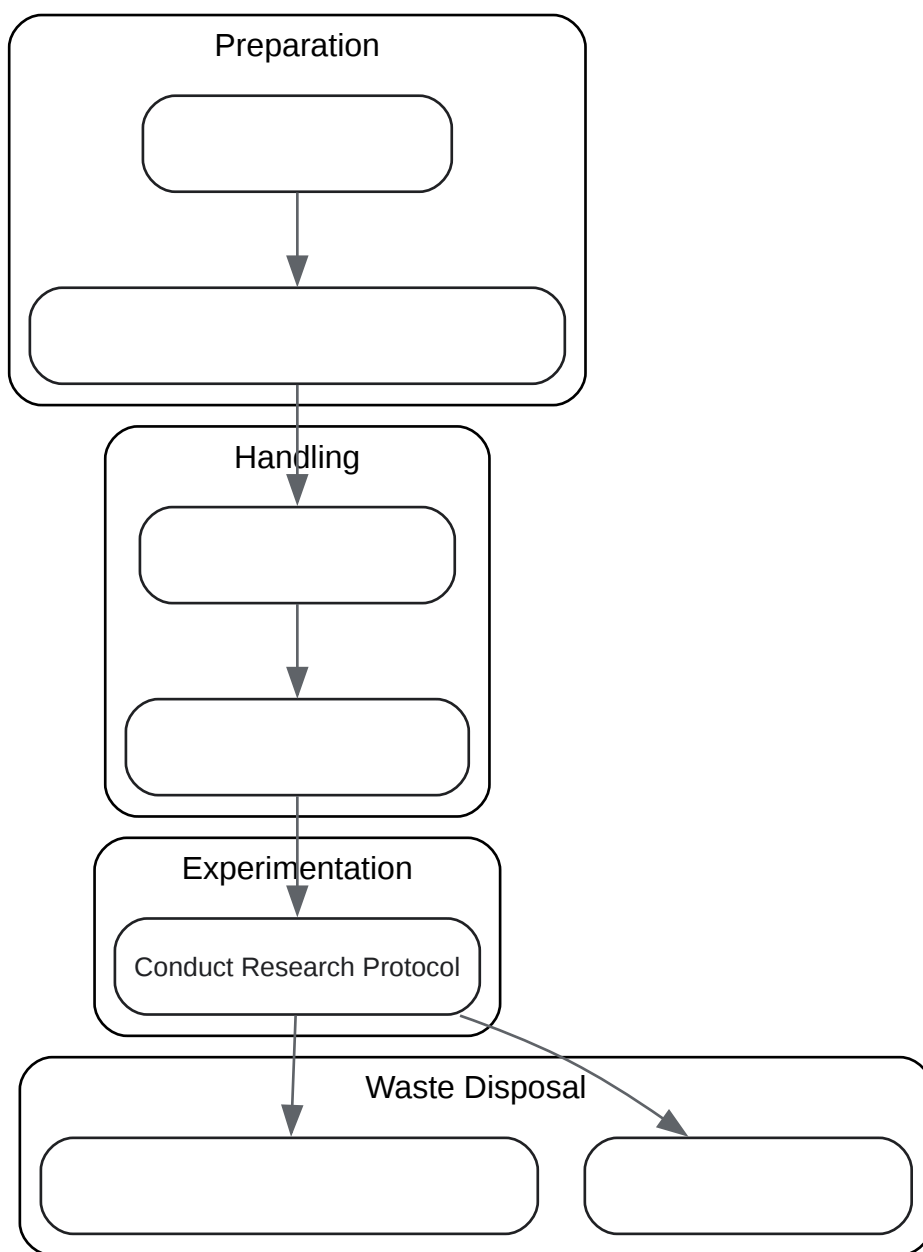 Preparation
Handling
Experimentation
Conduct Research Protocol
Waste Disposal